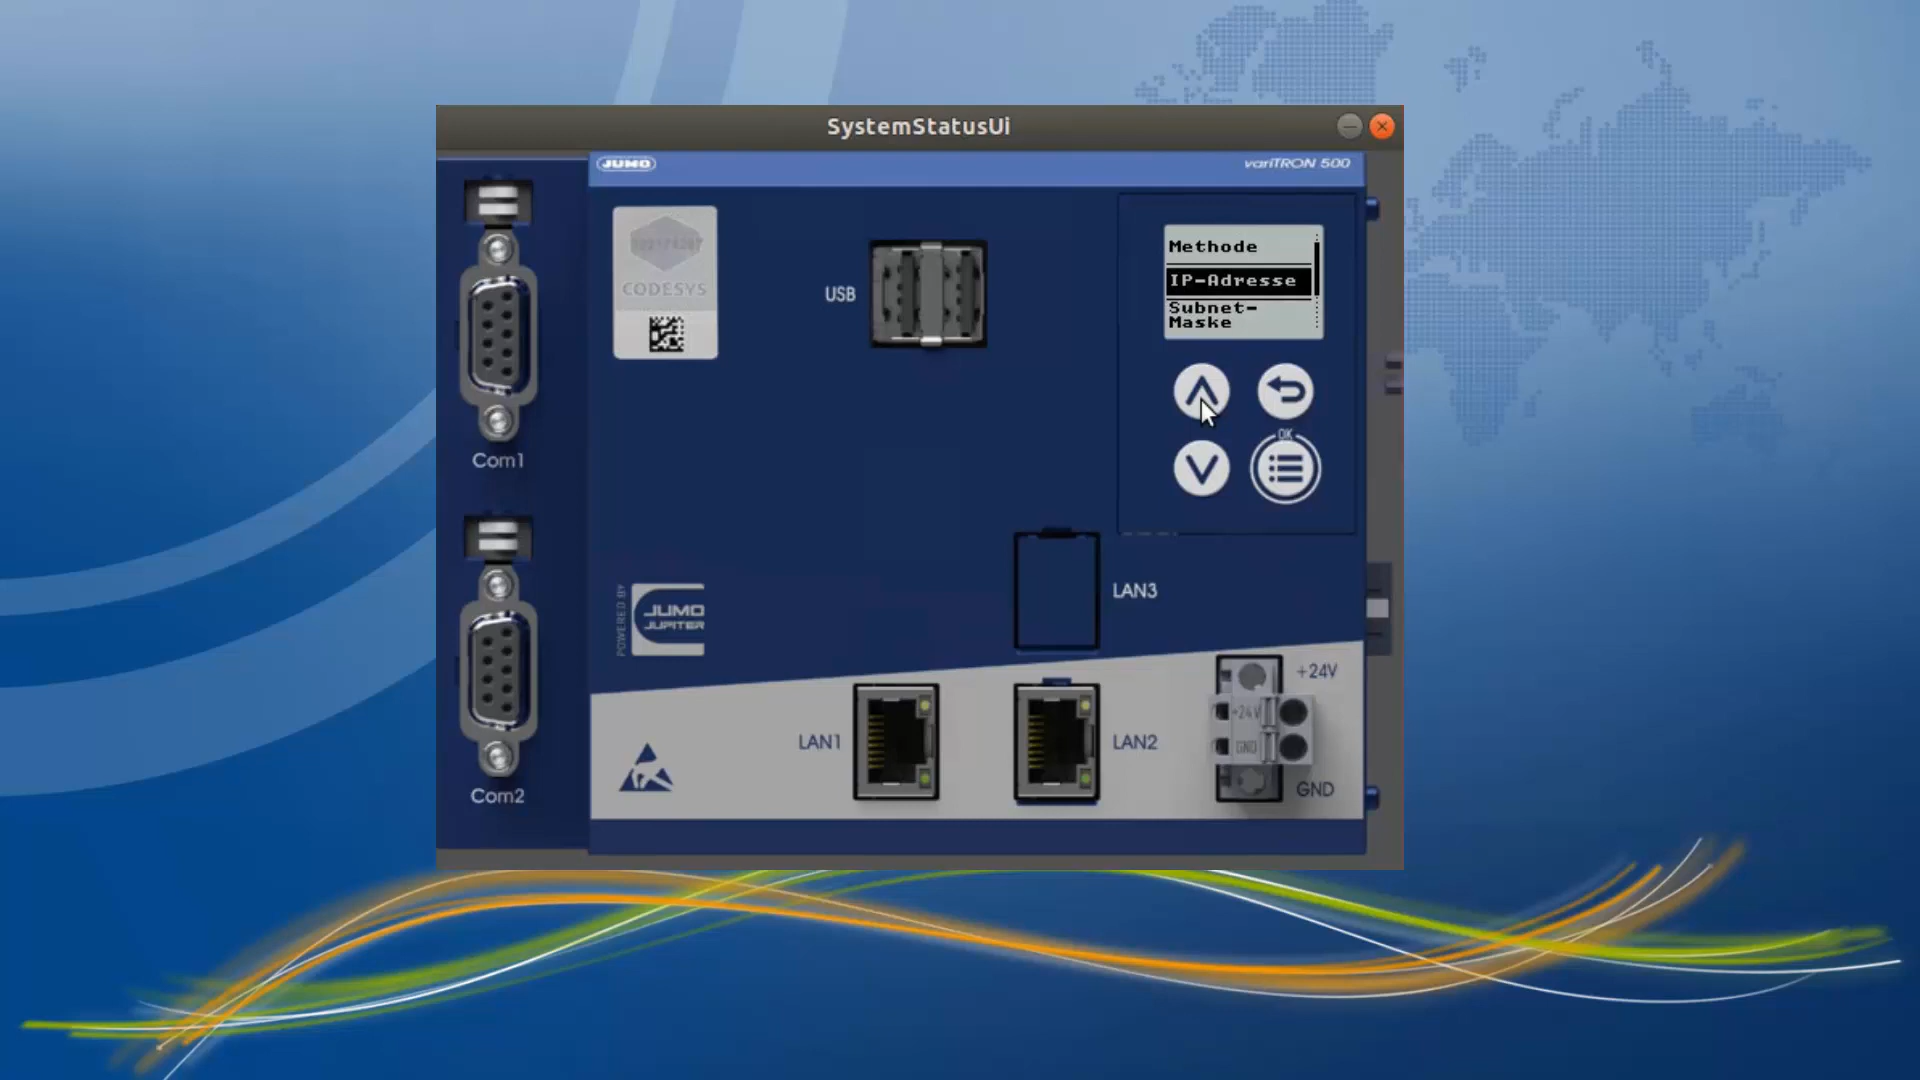 SystemStatusUi
JUMO
variTRON 500
CODESYS
USB
Methode
IP-Adresse
Subnet-
Maske
OK
Com1
LAN3
POWERED BY
JUMO
JUPITER
+24V
+24V
LAN1
LAN2
GND
GND
Com2